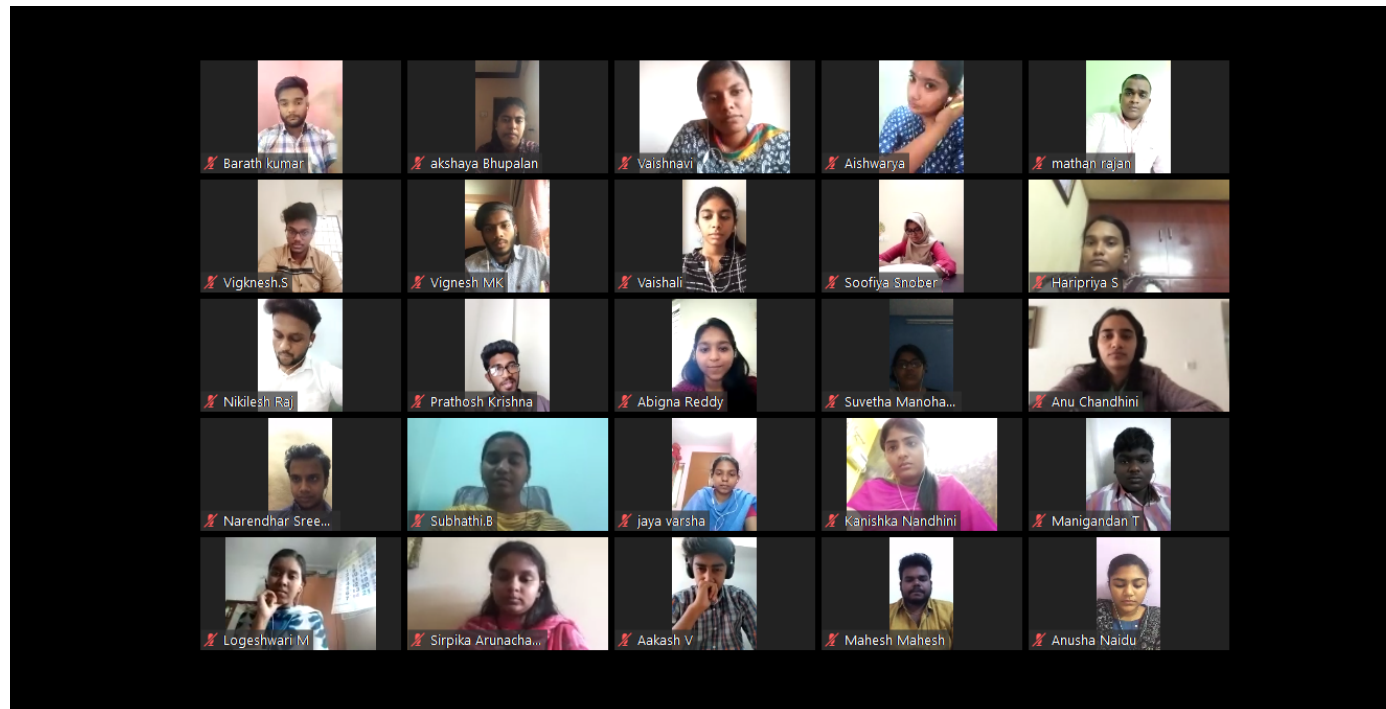 Barath kumar
akshaya Bhupalan
Vaishnavi
Aishwarya
mathan rajan
Vigknesh.S
Vignesh MK
Vaishali
Soofiya Snober
Haripriya S
Nikilesh Raj
Prathosh Krishna
Abigna Reddy
Suvetha Manoha...
Anu Chandhini
Narendhar Sree...
Subhathi.B
jaya varsha
Kanishka Nandhini
Manigandan T
Logeshwari M
Sirpika Arunacha...
Aakash V
Mahesh Mahesh
Anusha Naidu